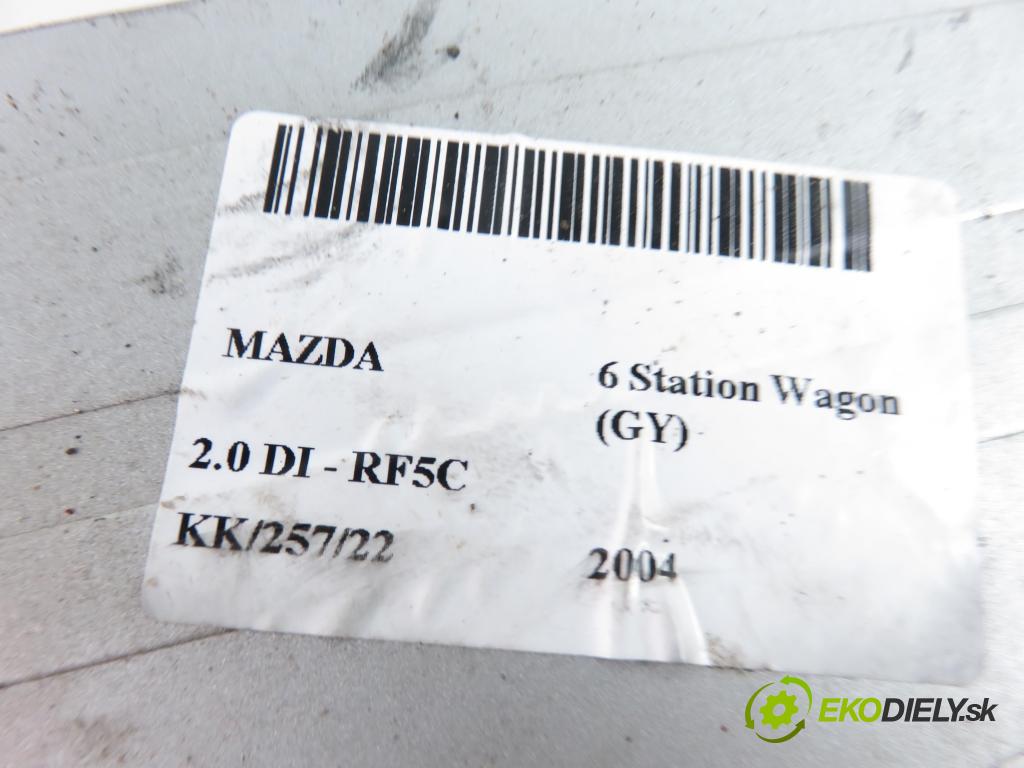 MAZDA
6 Station Wagon
(GY)
2.0 DI - RF5C
KK/257/22
2004
EKODIELY.sk